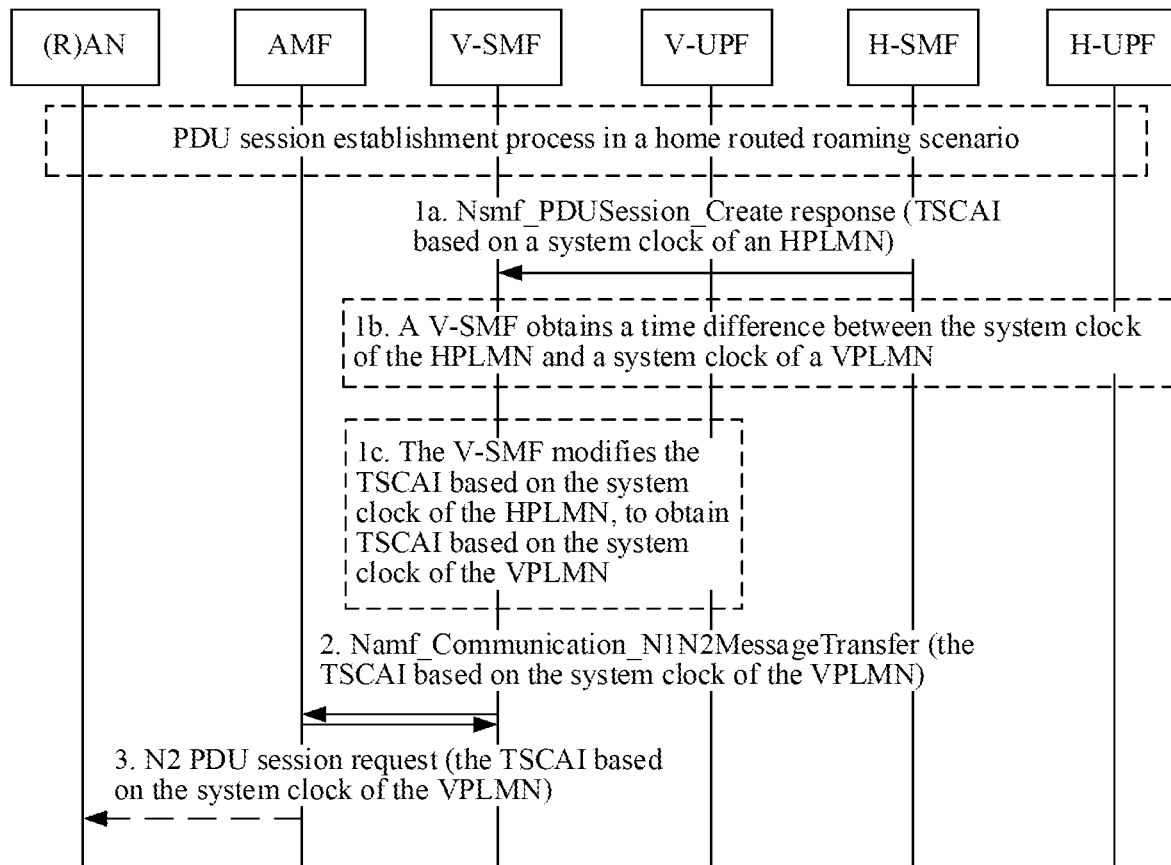 (R)AN AMF V-SMF V-UPF H-SMF H-UPF
PDU session establishment process in a home routed roaming scenario
1a. Nsmf_PDUSession_Create response (TSCAI
based on a system clock of an HPLMN)
1b. A V-SMF obtains a time difference between the system clock
of the HPLMN and a system clock of a VPLMN
1c. The V-SMF modifies the
TSCAI based on the system
clock of the HPLMN, to obtain
TSCAI based on the system
clock of the VPLMN
2. Namf_Communication_N1N2MessageTransfer (the
TSCAI based on the system clock of the VPLMN)
3. N2 PDU session request (the TSCAI based
on the system clock of the VPLMN)